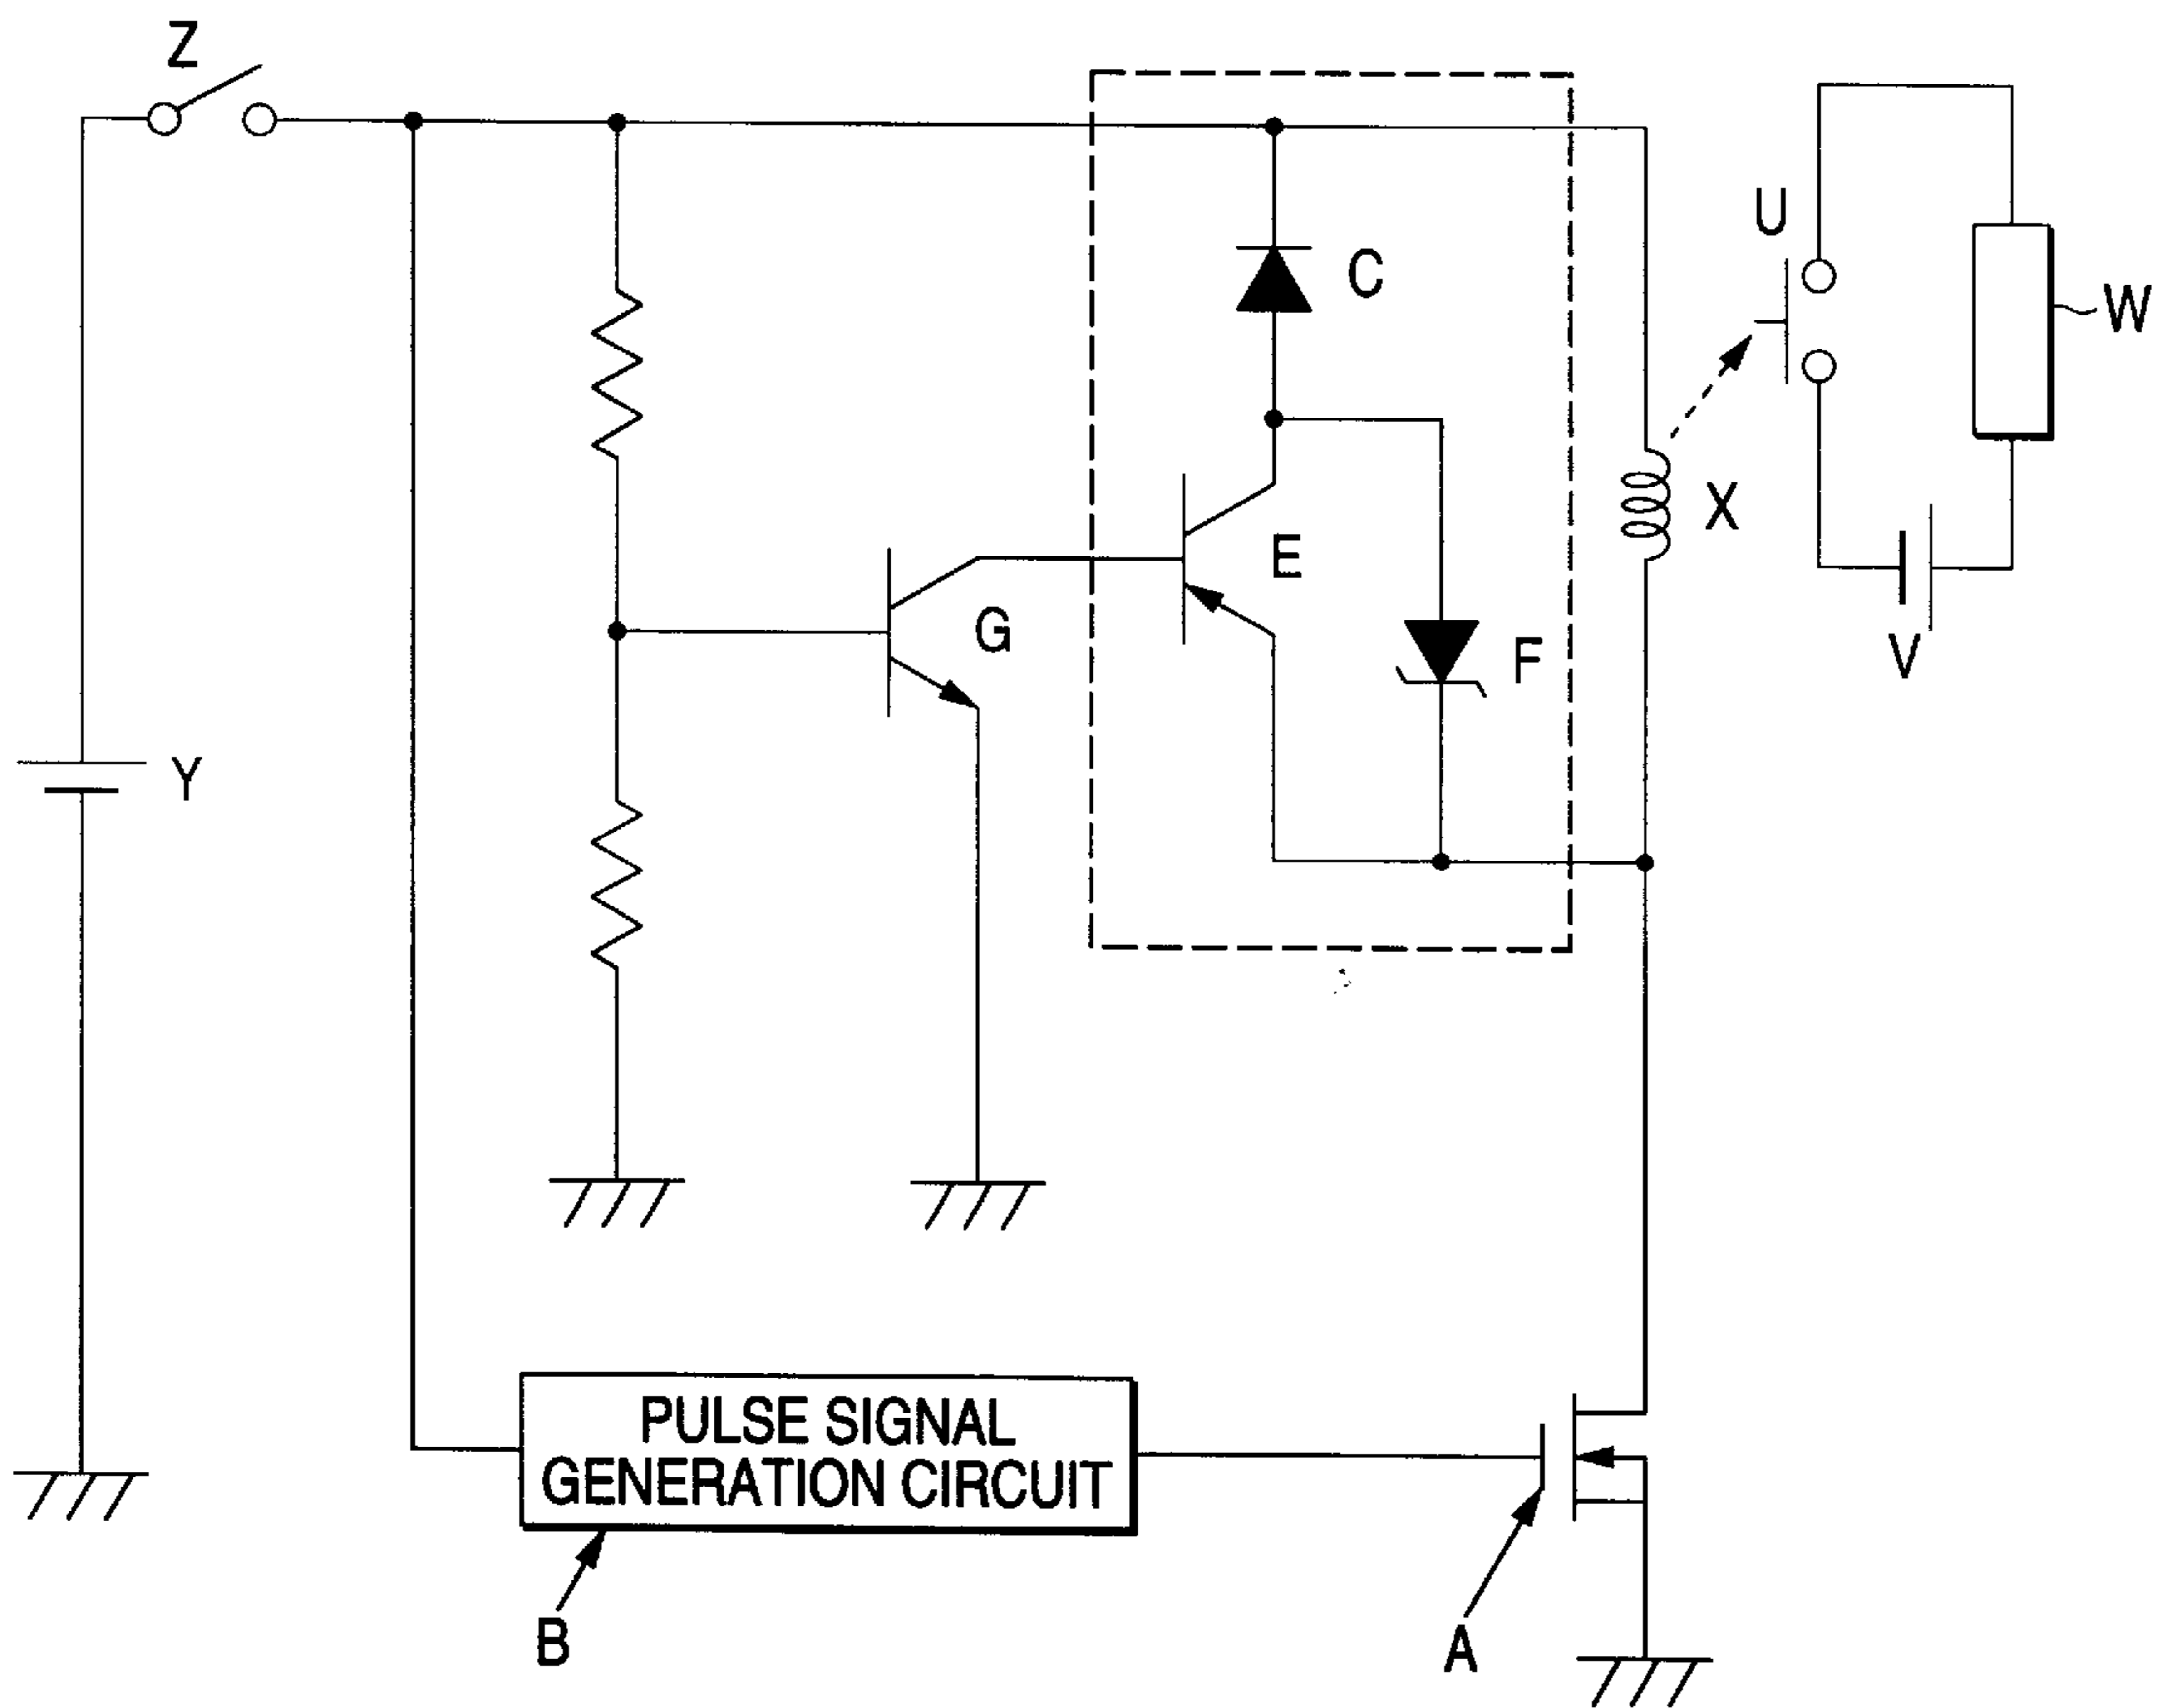 Z
U
C
W
X
E
G
F
V
Y
PULSE SIGNAL
GENERATION CIRCUIT
B
A